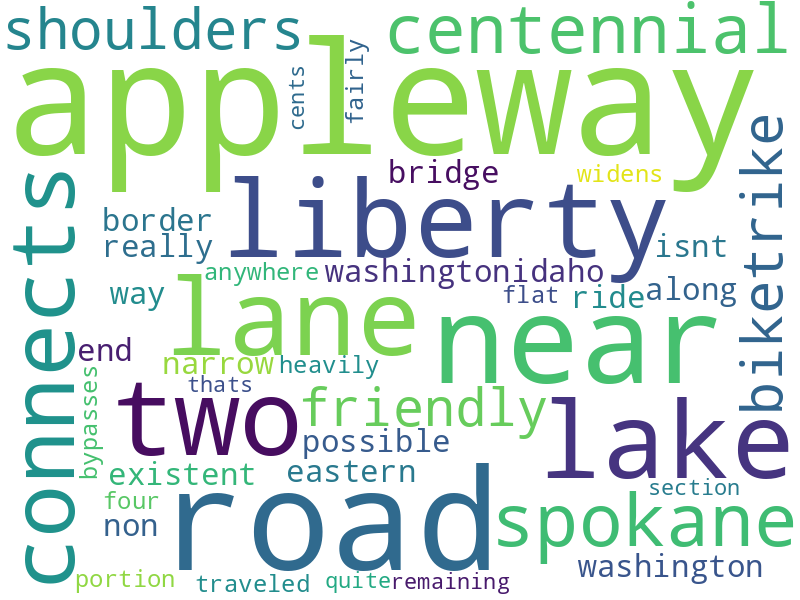 shoulders
centennial
appleway
cents
fairly
biketrike
connects
bridge
widens
liberty
border
really
isnt
anywhere
washingtonidaho
way
flat
ride
along
lane
near
end
narrow
heavily
thats
bypasses
two
friendly
lake
possible
existent
eastern
road
section
four
non
spokane
washington
portion
traveled
quite
remaining